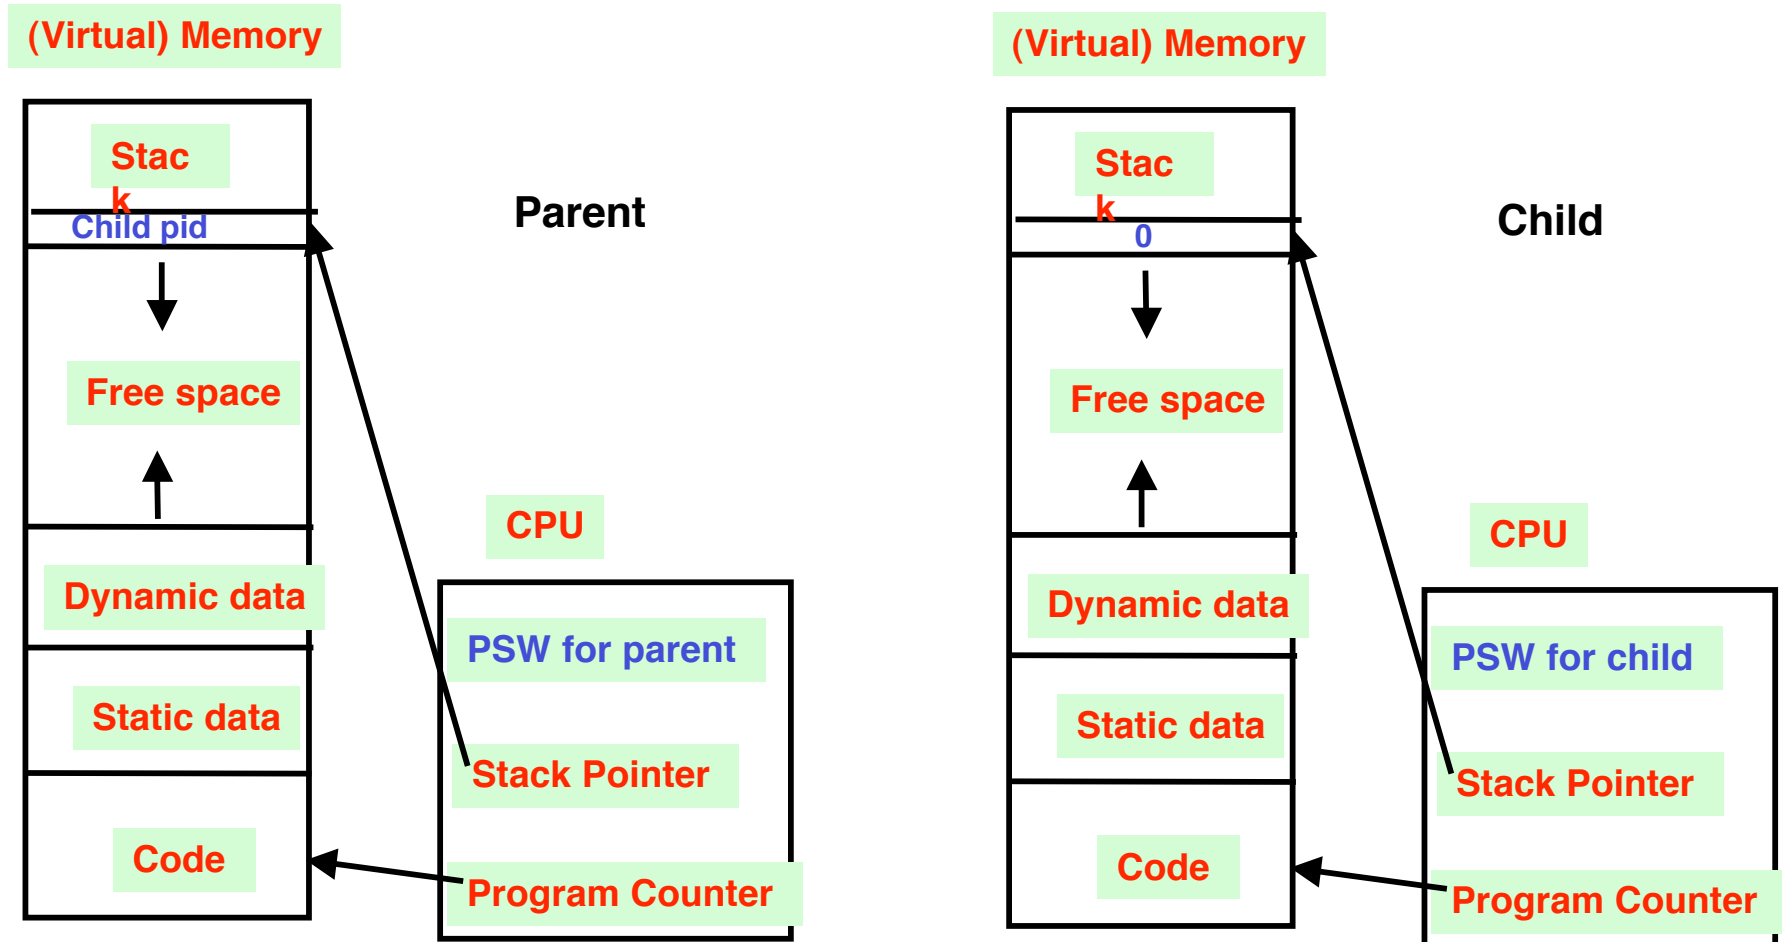 (Virtual) Memory
Stac
k
Child pid
Parent
Free space
CPU
Dynamic data
PSW for parent
Static data
Stack Pointer
Code
Program Counter
(Virtual) Memory
Stac
k
0
Child
Free space
CPU
Dynamic data
PSW for child
Static data
Stack Pointer
Code
Program Counter